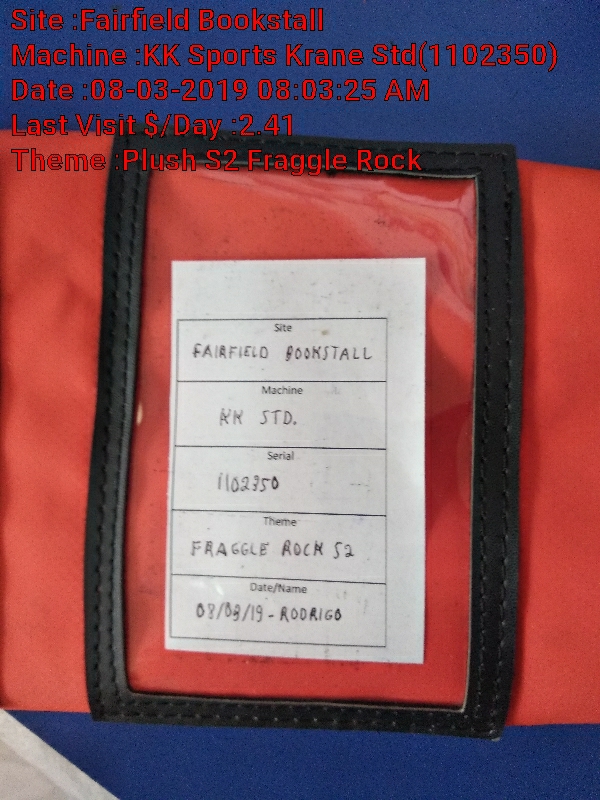 Site :Fairfield Bookstall
Machine :KK Sports Krane Std(1102350)
Date :08-03-2019 08:03:25 AM
Last Visit $/Day :2.41
Theme :Plush S2 Fraggle Rock
Site
FAIRFIELD BOOKSTALL
Machine
KK STD.
Serial
1102350
Theme
FRAGGLE ROCK S2
Date/Name
08/03/19 - RODRIGO